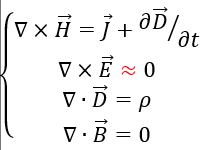 ∇ × H⃗ = J⃗ + ∂D⃗/∂t
∇ × E⃗ ≈ 0
∇ · D⃗ = ρ
∇ · B⃗ = 0